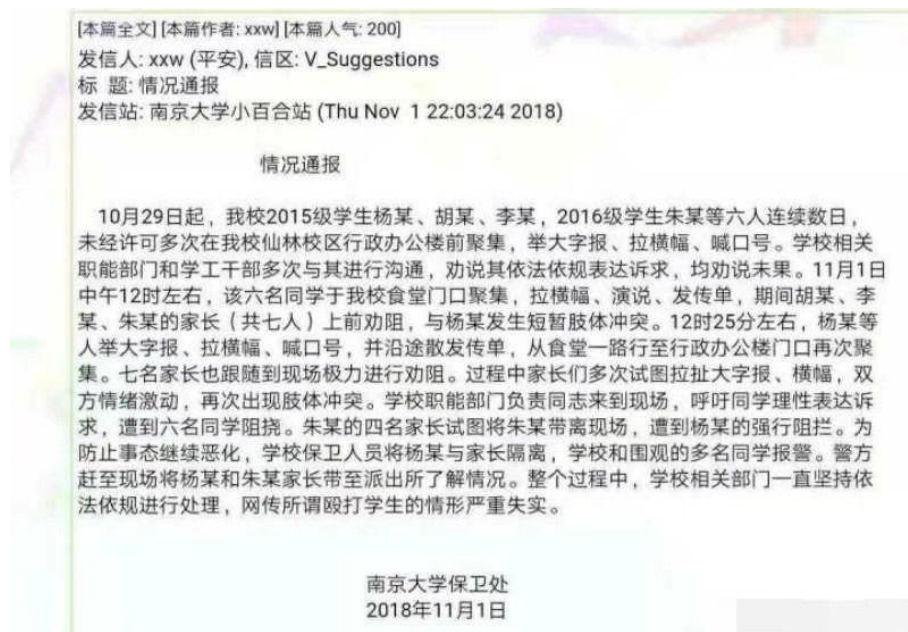 [本篇全文] [本篇作者: xxw] [本篇人气: 200]
发信人: xxw (平安), 信区: V_Suggestions
标 题: 情况通报
发信站: 南京大学小百合站 (Thu Nov 1 22:03:24 2018)
情况通报
10月29日起，我校2015级学生杨某、胡某、李某，2016级学生朱某等六人连续数日，
未经许可多次在我校仙林校区行政办公楼前聚集，举大字报、拉横幅、喊口号。学校相关
职能部门和学工干部多次与其进行沟通，劝说其依法依规表达诉求，均劝说未果。11月1日
中午12时左右，该六名同学于我校食堂门口聚集，拉横幅、演说、发传单，期间胡某、李
某、朱某的家长（共七人）上前劝阻，与杨某发生短暂肢体冲突。12时25分左右，杨某等
人举大字报、拉横幅、喊口号，并沿途散发传单，从食堂一路行至行政办公楼门口再次聚
集。七名家长也跟随到现场极力进行劝阻。过程中家长们多次试图拉扯大字报、横幅，双
方情绪激动，再次出现肢体冲突。学校职能部门负责同志来到现场，呼吁同学理性表达诉
求，遭到六名同学阻挠。朱某的四名家长试图将朱某带离现场，遭到杨某的强行阻拦。为
防止事态继续恶化，学校保卫人员将杨某与家长隔离，学校和围观的多名同学报警。警方
赶至现场将杨某和朱某家长带至派出所了解情况。整个过程中，学校相关部门一直坚持依
法依规进行处理，网传所谓殴打学生的情形严重失实。
南京大学保卫处
2018年11月1日